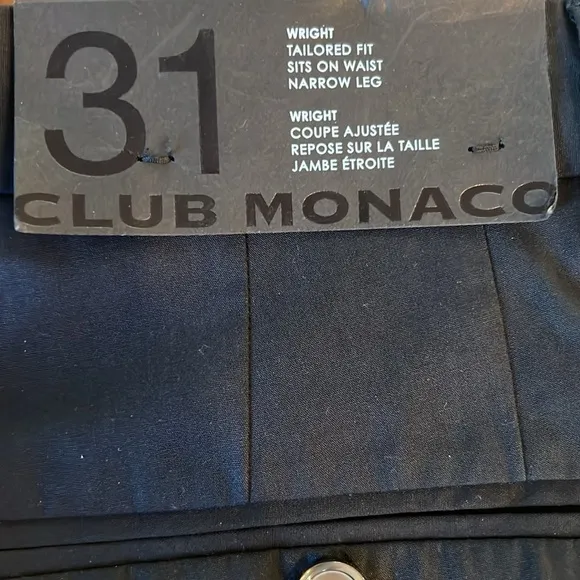 31
WRIGHT
TAILORED FIT
SITS ON WAIST
NARROW LEG
WRIGHT
COUPE AJUSTÉE
REPOSE SUR LA TAILLE
JAMBE ÉTROITE
CLUB MONACO